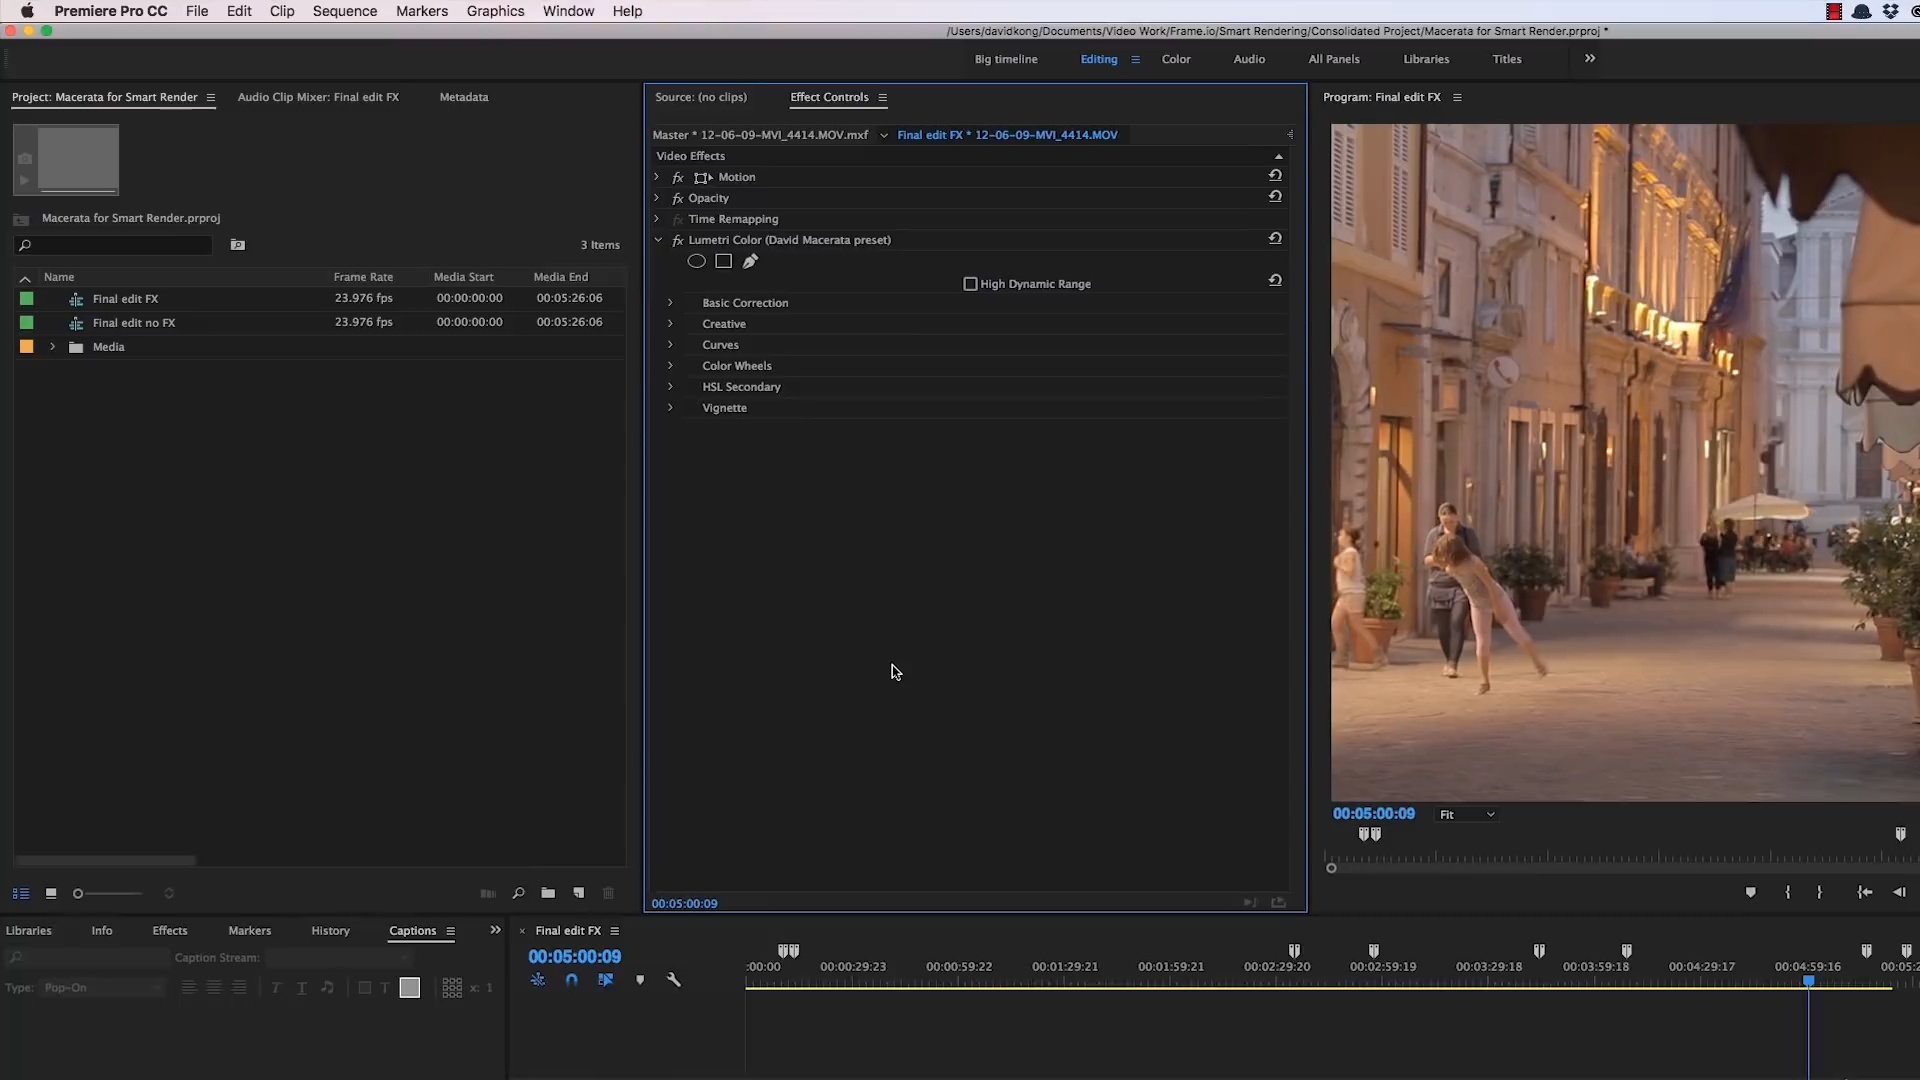 Premiere Pro CC File Edit Clip Sequence Markers Graphics Window Help
/Users/davidkong/Documents/Video Work/Frame.io/Smart Rendering/Consolidated Project/Macerata for Smart Render.prproj *
Big timeline Editing Color Audio All Panels Libraries Titles
Project: Macerata for Smart Render Audio Clip Mixer: Final edit FX Metadata
Macerata for Smart Render.prproj
3 Items
Name Frame Rate Media Start Media End
Final edit FX 23.976 fps 00:00:00:00 00:05:26:06
Final edit no FX 23.976 fps 00:00:00:00 00:05:26:06
Media
Source: (no clips) Effect Controls
Master * 12-06-09-MVI_4414.MOV.mxf Final edit FX * 12-06-09-MVI_4414.MOV
Video Effects
fx Motion
fx Opacity
fx Time Remapping
fx Lumetri Color (David Macerata preset)
High Dynamic Range
Basic Correction
Creative
Curves
Color Wheels
HSL Secondary
Vignette
00:05:00:09
Program: Final edit FX
00:05:00:09 Fit
Libraries Info Effects Markers History Captions
Caption Stream:
Type: Pop-On T T T x: 1
Final edit FX
00:05:00:09
:00:00 00:00:29:23 00:00:59:22 00:01:29:21 00:01:59:21 00:02:29:20 00:02:59:19 00:03:29:18 00:03:59:18 00:04:29:17 00:04:59:16 00:05:2